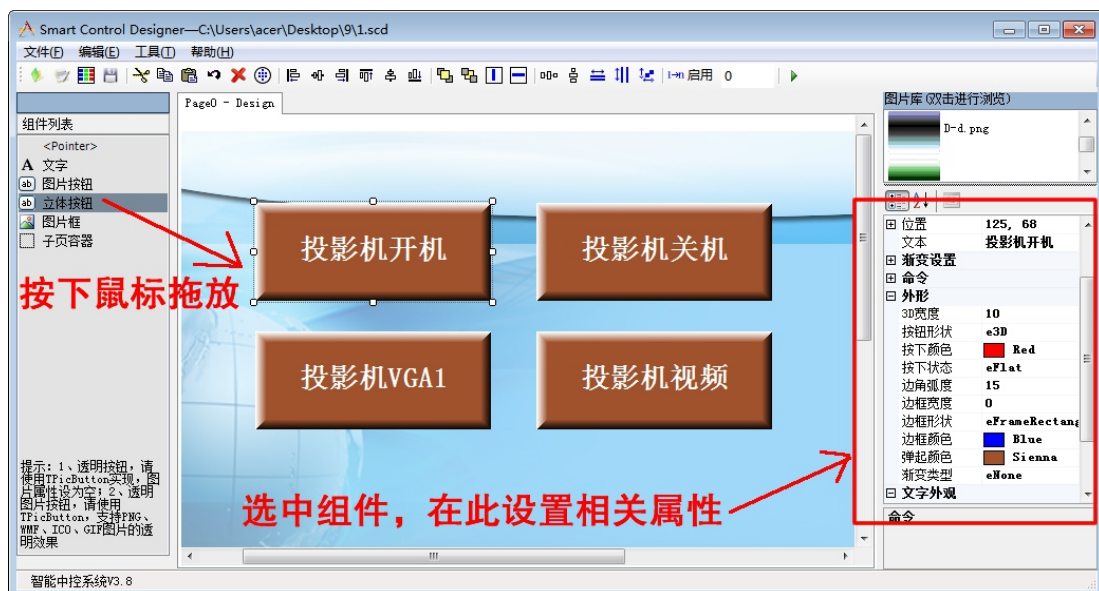 Smart Control Designer—C:\Users\acer\Desktop\9\1.scd
文件(F) 编辑(E) 工具(T) 帮助(H)
启用 0
组件列表
<Pointer>
A 文字
ab 图片按钮
ab 立体按钮
图片框
子页容器
按下鼠标拖放
提示:1、透明按钮,请
使用TPicButton实现,图
片属性设为空;2、透明
图片按钮,请使用
TPicButton,支持PNG、
WMF、ICO、GIF图片的透
明效果
Page0 - Design
投影机开机
投影机关机
投影机VGA1
投影机视频
选中组件,在此设置相关属性
图片库(双击进行浏览)
D-d.png
位置 125, 68
文本 投影机开机
渐变设置
命令
外形
3D宽度 10
按钮形状 e3D
按下颜色 Red
按下状态 eFlat
边角弧度 15
边框宽度 0
边框形状 eFrameRectang
边框颜色 Blue
弹起颜色 Sienna
渐变类型 eNone
文字外观
命令
智能中控系统V3.8